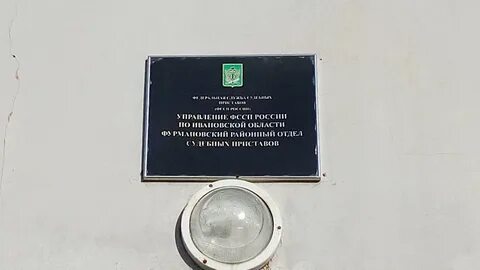 ФЕДЕРАЛЬНАЯ СЛУЖБА СУДЕБНЫХ
ПРИСТАВОВ
(ФССП РОССИИ)
УПРАВЛЕНИЕ ФССП РОССИИ
ПО ИВАНОВСКОЙ ОБЛАСТИ
ФУРМАНОВСКИЙ РАЙОННЫЙ ОТДЕЛ
СУДЕБНЫХ ПРИСТАВОВ